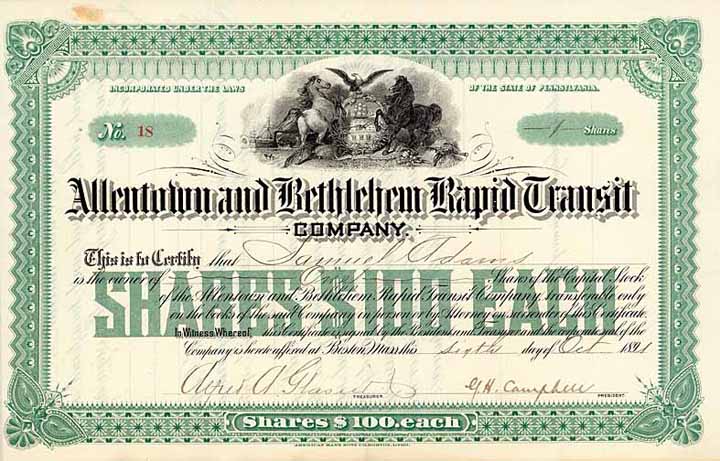 INCORPORATED UNDER THE LAWS OF THE STATE OF PENNSYLVANIA.
No. 18 1 Shares
Allentown and Bethlehem Rapid Transit
COMPANY.
This is to Certify that Samuel Adams
is the owner of One Shares of the Capital Stock
SHARES $100 EACH
of the Allentown and Bethlehem Rapid Transit Company, transferable only
on the books of the said Company in person or by Attorney on surrender of this Certificate.
In Witness Whereof, this Certificate is signed by the President and Treasurer and the corporate seal of the
Company is hereto affixed at Boston Mass this sixth day of Oct 1891
G.H. Campbell
TREASURER PRESIDENT
Shares $100. each